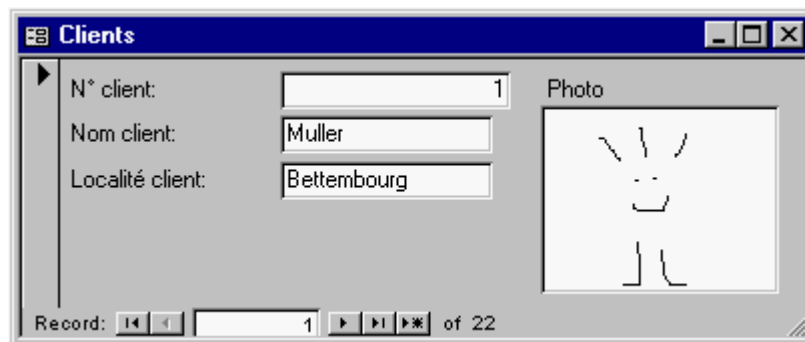 Clients
N° client: 1 Photo
Nom client: Muller
Localité client: Bettembourg
Record: 1 of 22